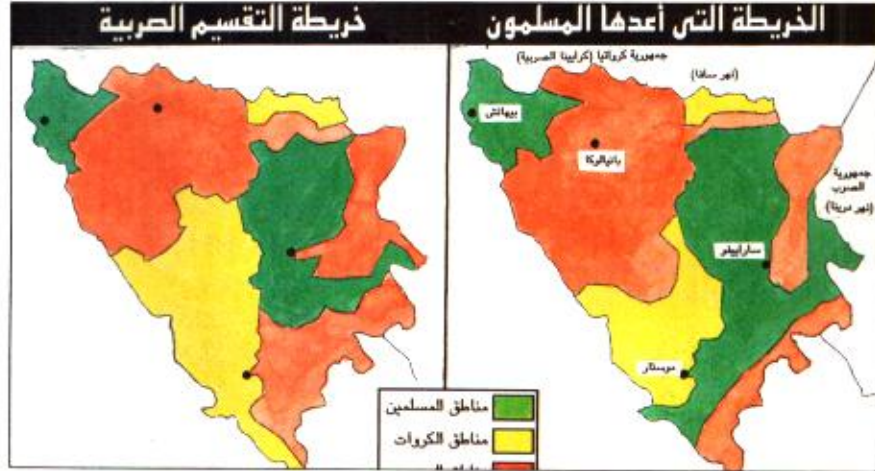 الخريطة التى أعدها المسلمون
جمهورية كرواتيا (كرايينا الصربية)
(نهر سافا)
بيهاتش
بانيالوكا
جمهورية
الصرب
(نهر درينا)
سراييفو
موستار
خريطة التقسيم الصربية
مناطق المسلمين
مناطق الكروات